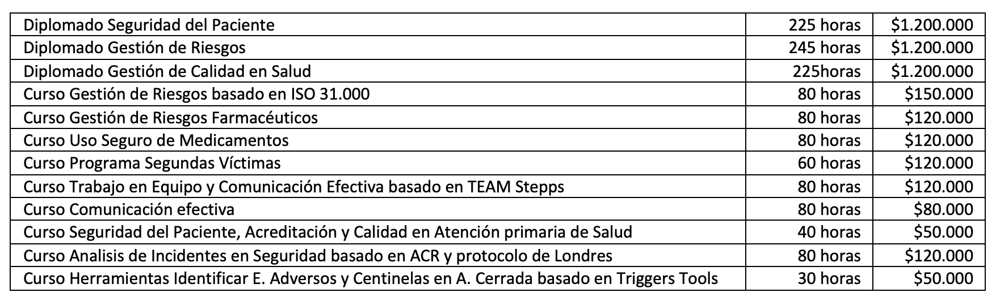 Diplomado Seguridad del Paciente 225 horas $1.200.000
Diplomado Gestión de Riesgos 245 horas $1.200.000
Diplomado Gestión de Calidad en Salud 225horas $1.200.000
Curso Gestión de Riesgos basado en ISO 31.000 80 horas $150.000
Curso Gestión de Riesgos Farmacéuticos 80 horas $120.000
Curso Uso Seguro de Medicamentos 80 horas $120.000
Curso Programa Segundas Víctimas 60 horas $120.000
Curso Trabajo en Equipo y Comunicación Efectiva basado en TEAM Stepps 80 horas $120.000
Curso Comunicación efectiva 80 horas $80.000
Curso Seguridad del Paciente, Acreditación y Calidad en Atención primaria de Salud 40 horas $50.000
Curso Analisis de Incidentes en Seguridad basado en ACR y protocolo de Londres 80 horas $120.000
Curso Herramientas Identificar E. Adversos y Centinelas en A. Cerrada basado en Triggers Tools 30 horas $50.000